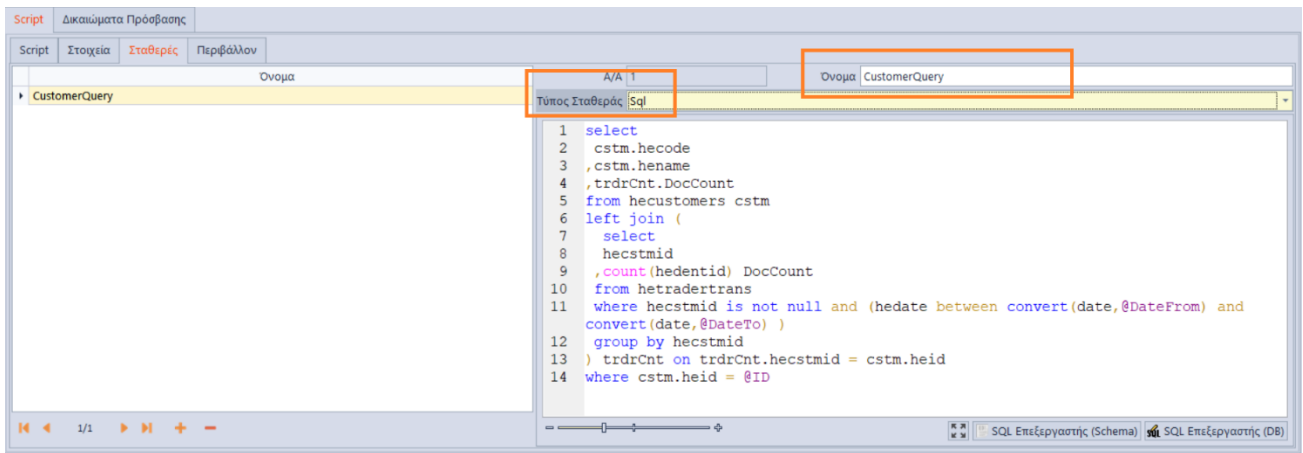 Script Δικαιώματα Πρόσβασης
Script Στοιχεία Σταθερές Περιβάλλον
Όνομα
CustomerQuery
Α/Α 1 Όνομα CustomerQuery
Τύπος Σταθεράς Sql
1 select
2 cstm.hecode
3 ,cstm.hename
4 ,trdrCnt.DocCount
5 from hecustomers cstm
6 left join (
7 select
8 hecstmid
9 ,count(hedentid) DocCount
10 from hetradertrans
11 where hecstmid is not null and (hedate between convert(date,@DateFrom) and
convert(date,@DateTo) )
12 group by hecstmid
13 ) trdrCnt on trdrCnt.hecstmid = cstm.heid
14 where cstm.heid = @ID
1/1
SQL Επεξεργαστής (Schema) SQL Επεξεργαστής (DB)